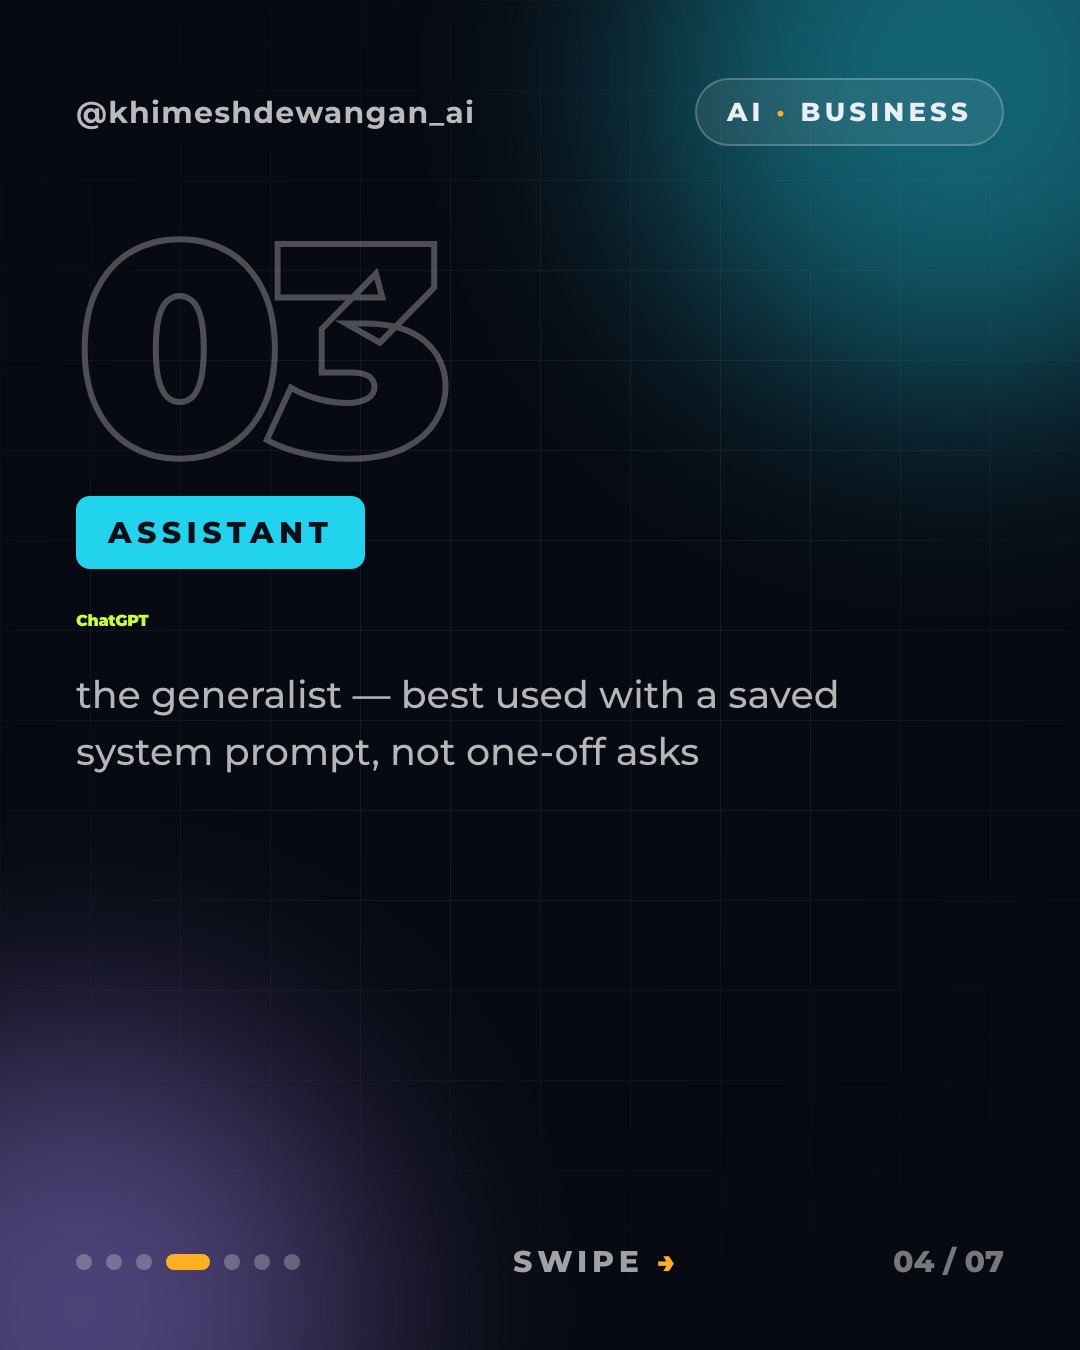 @khimeshdewangan_ai
AI · BUSINESS
03
ASSISTANT
ChatGPT
the generalist — best used with a saved
system prompt, not one-off asks
SWIPE ➔
04 / 07